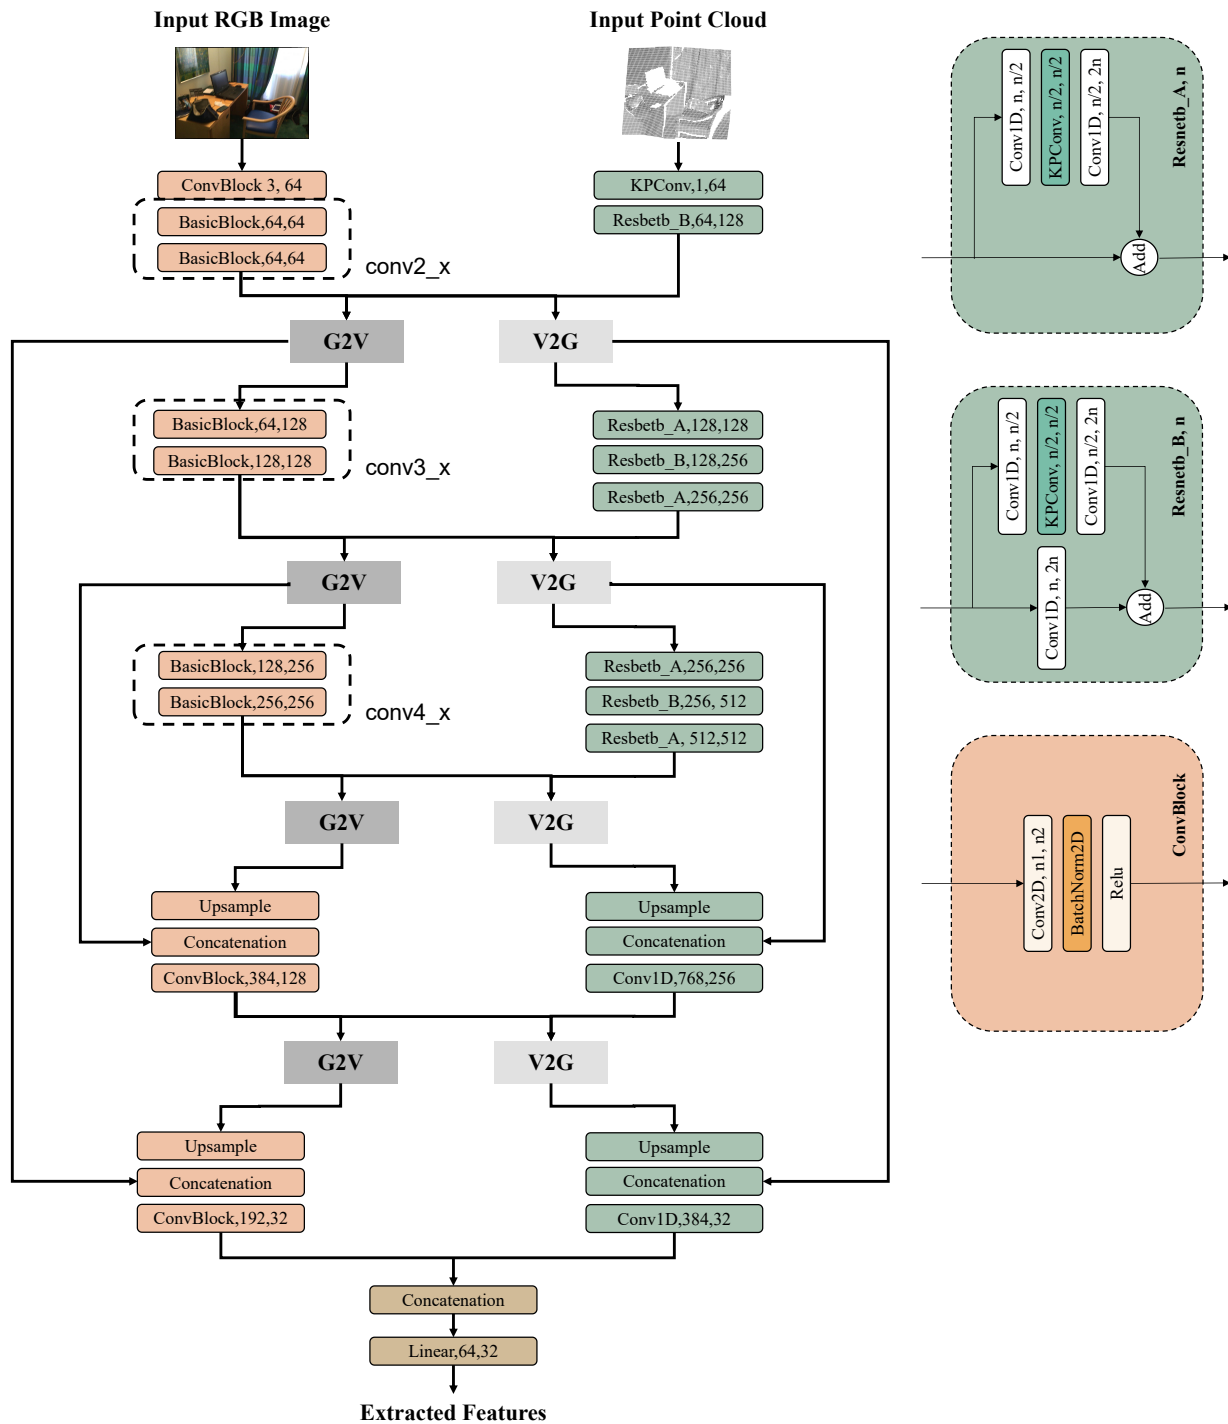 Input RGB Image
Input Point Cloud
ConvBlock 3, 64
BasicBlock,64,64
BasicBlock,64,64
conv2_x
KPConv,1,64
Resbetb_B,64,128
G2V
V2G
BasicBlock,64,128
BasicBlock,128,128
conv3_x
Resbetb_A,128,128
Resbetb_B,128,256
Resbetb_A,256,256
G2V
V2G
BasicBlock,128,256
BasicBlock,256,256
conv4_x
Resbetb_A,256,256
Resbetb_B,256, 512
Resbetb_A, 512,512
G2V
V2G
Upsample
Concatenation
ConvBlock,384,128
Upsample
Concatenation
Conv1D,768,256
G2V
V2G
Upsample
Concatenation
ConvBlock,192,32
Upsample
Concatenation
Conv1D,384,32
Concatenation
Linear,64,32
Extracted Features
Conv1D, n, n/2
KPConv, n/2, n/2
Conv1D, n/2, 2n
Add
Resnetb_A, n
Conv1D, n, n/2
KPConv, n/2, n/2
Conv1D, n/2, 2n
Conv1D, n, 2n
Add
Resnetb_B, n
Conv2D, n1, n2
BatchNorm2D
Relu
ConvBlock